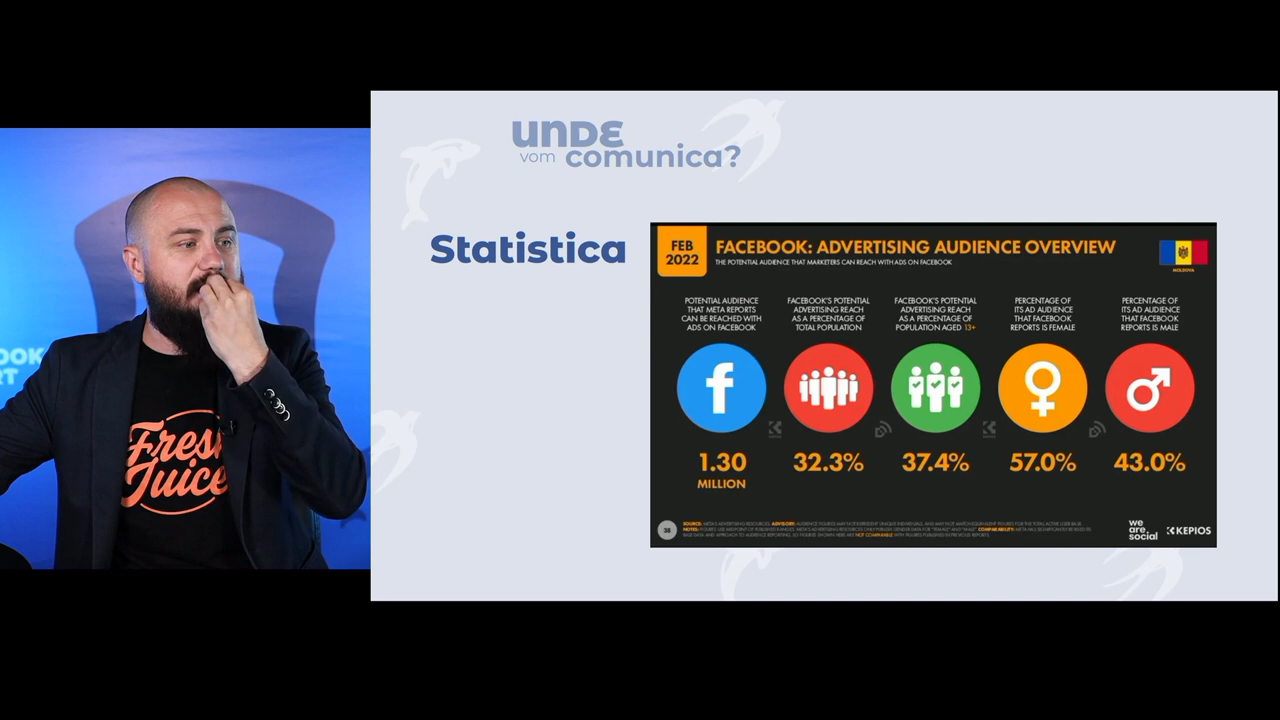 OOK
RT
Fresh
Juice
unde
vom comunica?
Statistica
FEB
2022
FACEBOOK: ADVERTISING AUDIENCE OVERVIEW
THE POTENTIAL AUDIENCE THAT MARKETERS CAN REACH WITH ADS ON FACEBOOK
MOLDOVA
POTENTIAL AUDIENCE
THAT META REPORTS
CAN BE REACHED WITH
ADS ON FACEBOOK
FACEBOOK'S POTENTIAL
ADVERTISING REACH
AS A PERCENTAGE OF
TOTAL POPULATION
FACEBOOK'S POTENTIAL
ADVERTISING REACH
AS A PERCENTAGE OF
POPULATION AGED 13+
PERCENTAGE OF
ITS AD AUDIENCE
THAT FACEBOOK
REPORTS IS FEMALE
PERCENTAGE OF
ITS AD AUDIENCE
THAT FACEBOOK
REPORTS IS MALE
f
1.30
MILLION
32.3%
37.4%
57.0%
43.0%
38
we
are.
social
KEPIOS